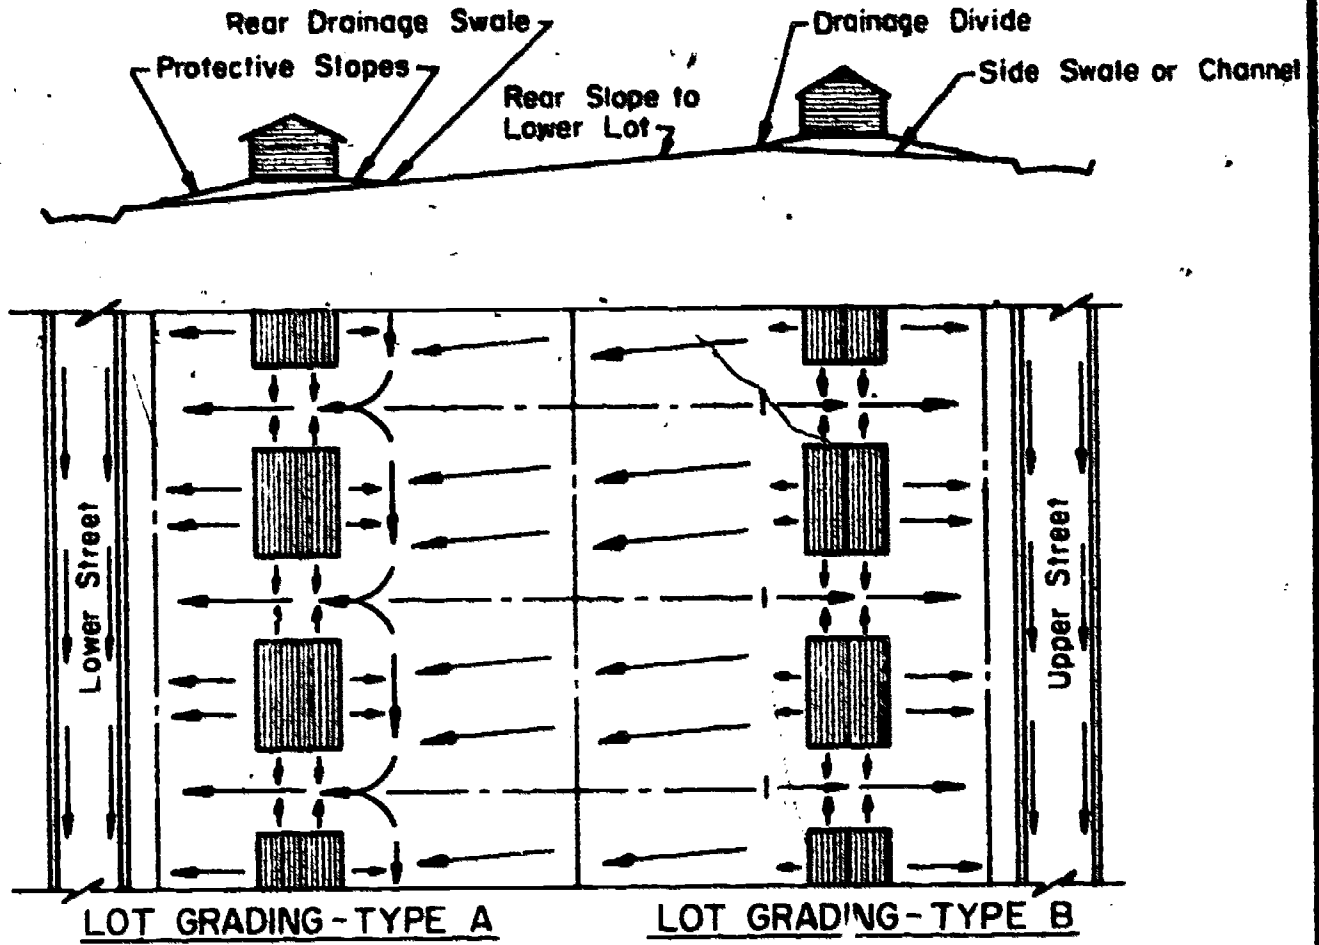 Rear Drainage Swale
Drainage Divide
Protective Slopes
Side Swale or Channel
Rear Slope to
Lower Lot
Lower Street
Upper Street
LOT GRADING-TYPE A
LOT GRADING-TYPE B